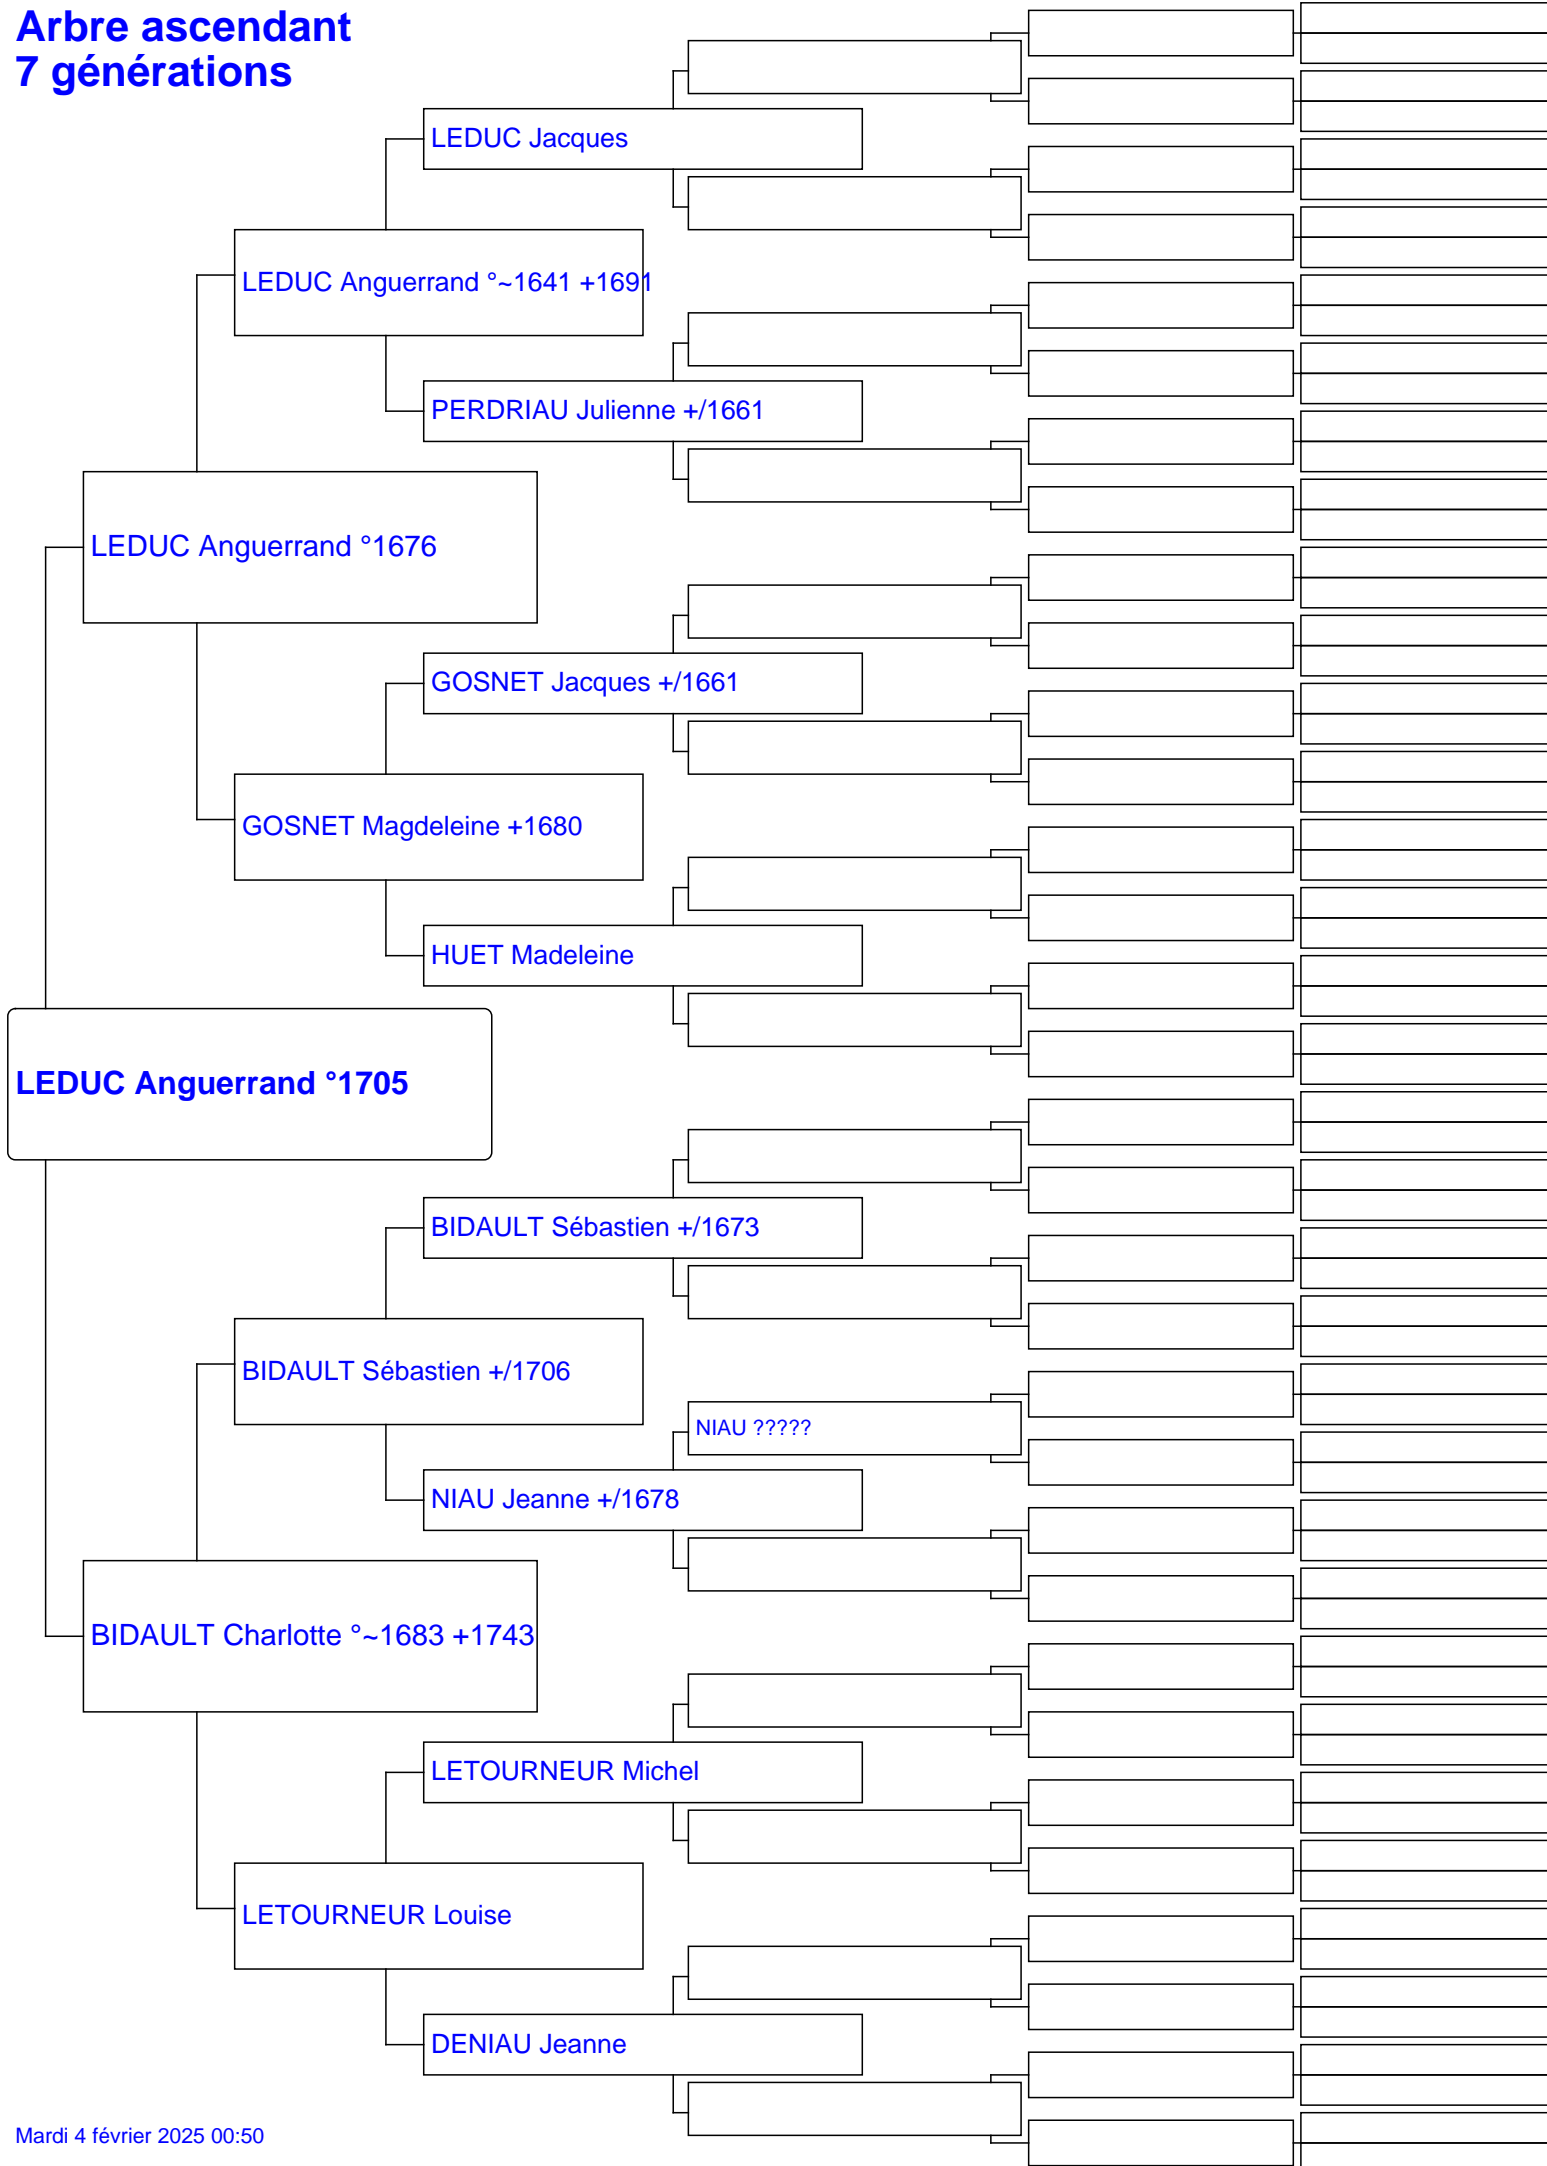 Arbre ascendant
7 générations
LEDUC Jacques
LEDUC Anguerrand °~1641 +1691
PERDRIAU Julienne +/1661
LEDUC Anguerrand °1676
GOSNET Jacques +/1661
GOSNET Magdeleine +1680
HUET Madeleine
LEDUC Anguerrand °1705
BIDAULT Sébastien +/1673
BIDAULT Sébastien +/1706
NIAU ?????
NIAU Jeanne +/1678
BIDAULT Charlotte °~1683 +1743
LETOURNEUR Michel
LETOURNEUR Louise
DENIAU Jeanne
Mardi 4 février 2025 00:50